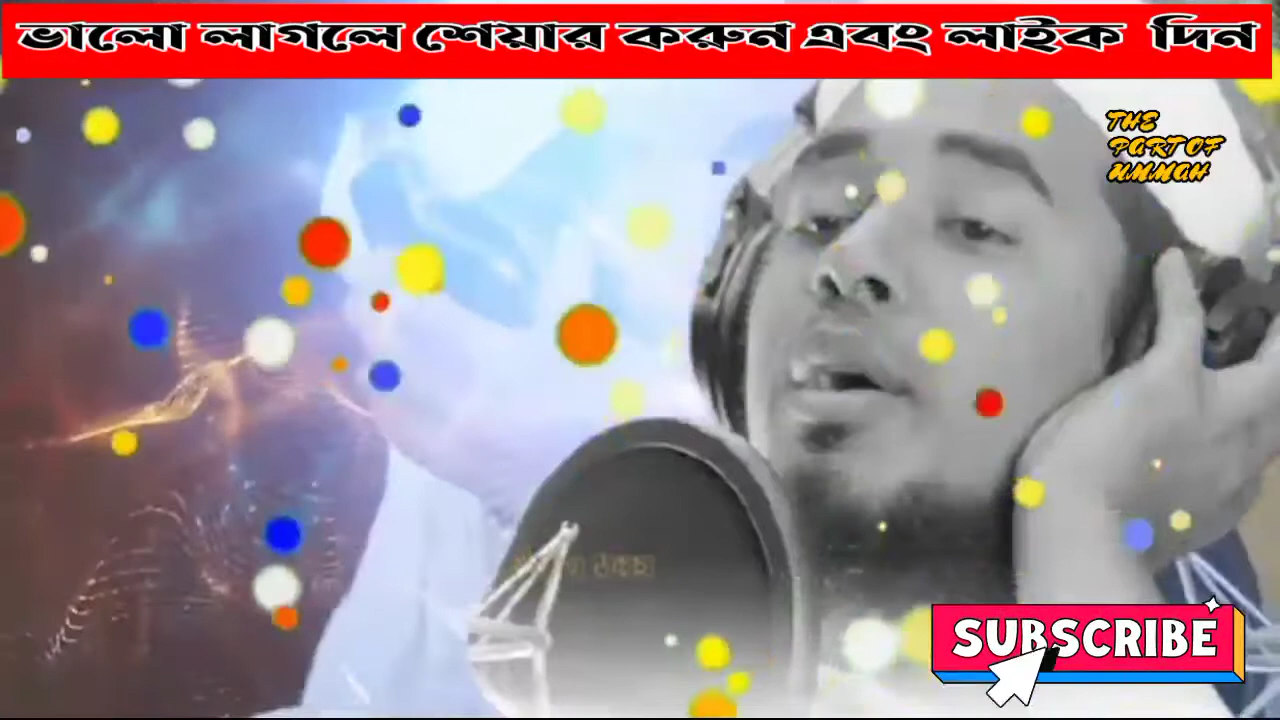 ভালো লাগলে শেয়ার করুন এবং লাইক দিন
THE
PART OF
UMMAH
SUBSCRIBE